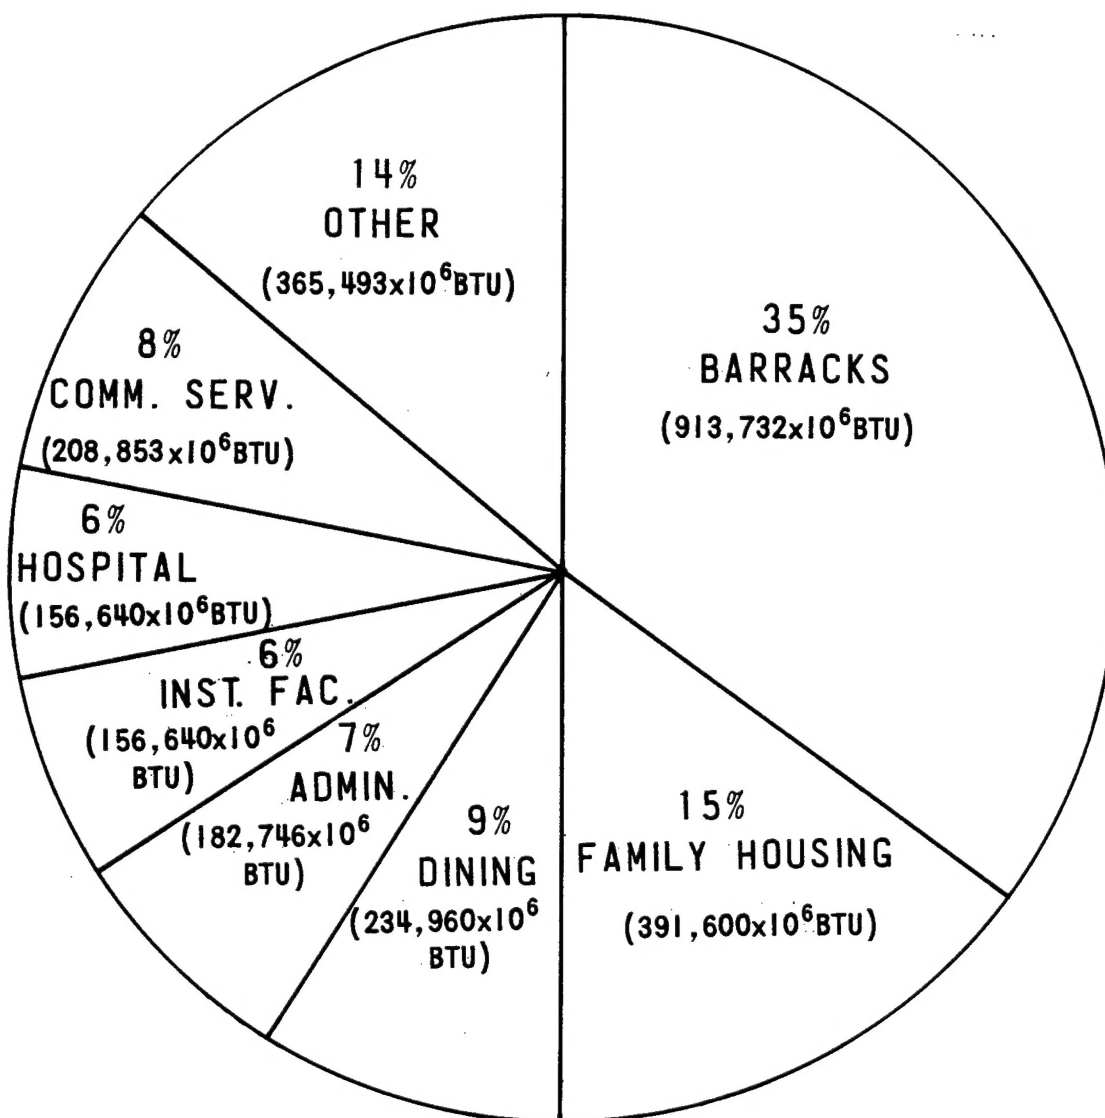 14%
OTHER
(365,493x10⁶BTU)
35%
BARRACKS
(913,732x10⁶BTU)
8%
COMM. SERV.
(208,853x10⁶BTU)
6%
HOSPITAL
(156,640x10⁶BTU)
6%
INST. FAC.
(156,640x10⁶
BTU)
7%
ADMIN.
(182,746x10⁶
BTU)
9%
DINING
(234,960x10⁶
BTU)
15%
FAMILY HOUSING
(391,600x10⁶BTU)